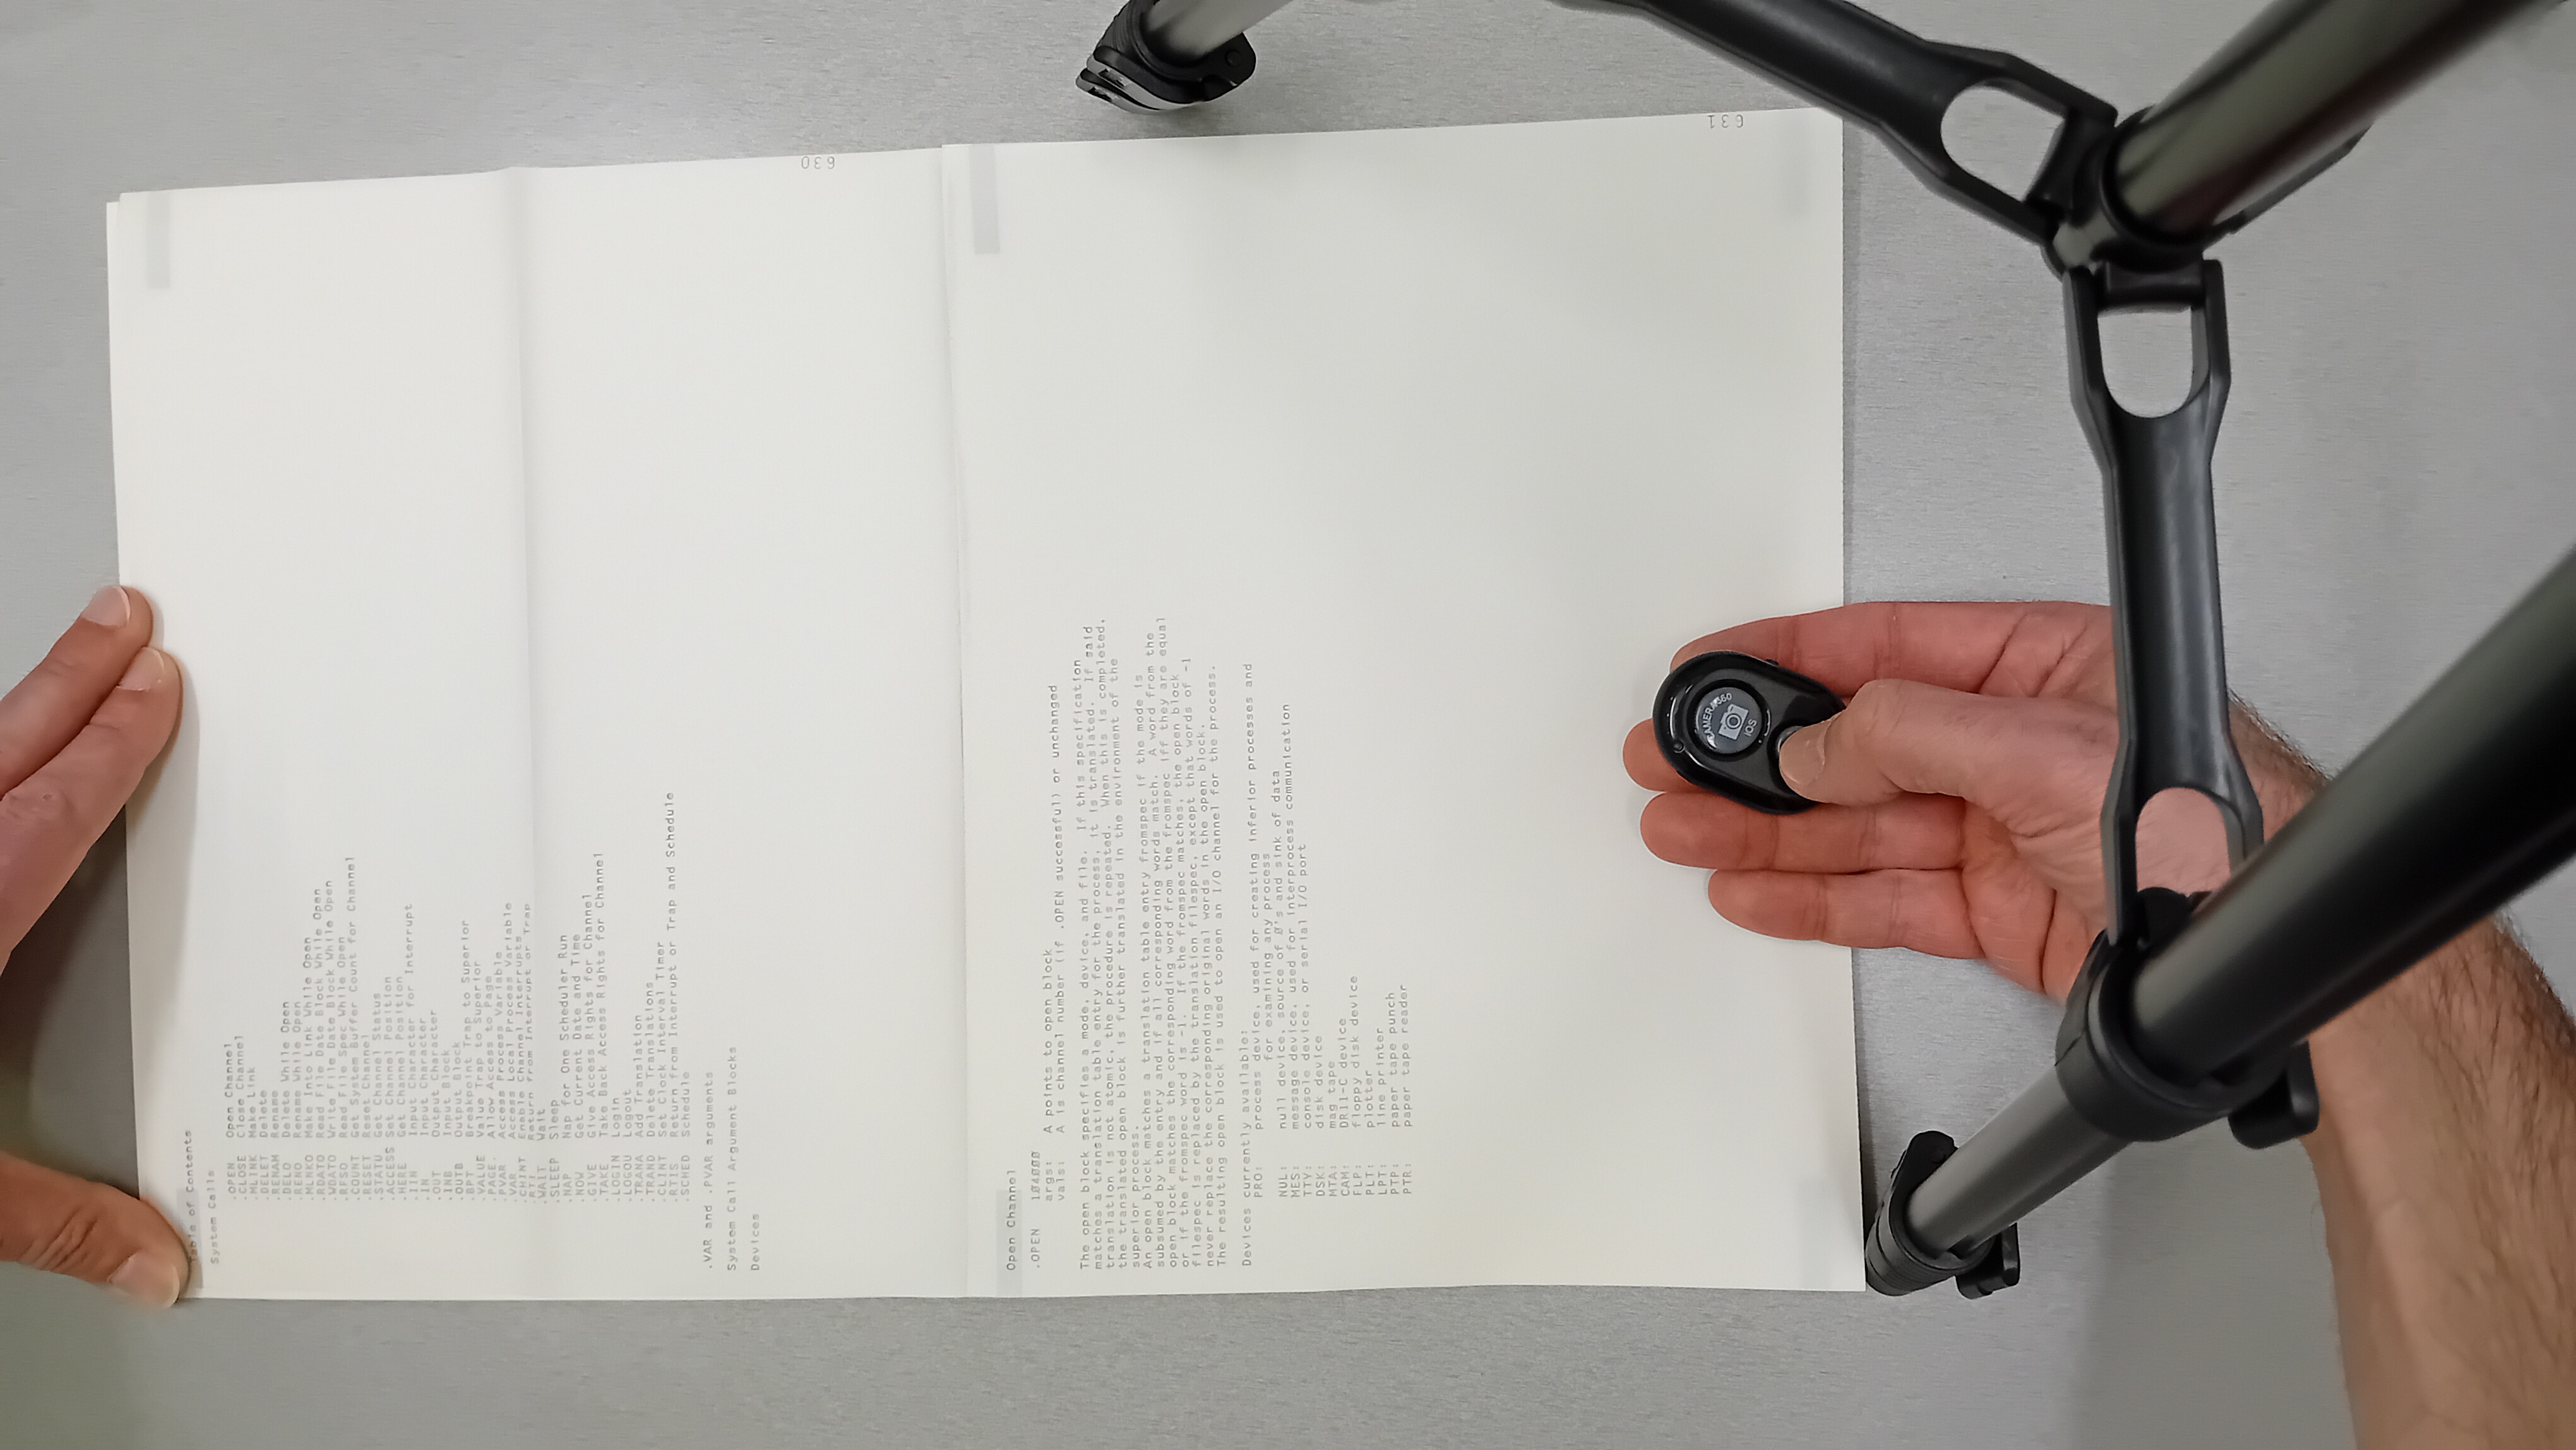 Table of Contents
System Calls
.OPEN Open Channel
.CLOSE Close Channel
.MLINK Make Link
.DELET Delete
.RENAM Rename
.DELO Delete While Open
.RENO Rename While Open
.MLNKO Make Into Link While Open
.RDATO Read File Date Block While Open
.WDATO Write File Date Block While Open
.RFSO Read File Spec While Open
.COUNT Get System Buffer Count for Channel
.RESET Reset Channel
.STATU Get Channel Status
.ACCESS Set Channel Position
.HERE Get Channel Position
.IIN Input Character for Interrupt
.IN Input Character
.OUT Output Character
.INB Input Block
.OUTB Output Block
.BPT Breakpoint Trap to Superior
.VALUE Value Trap to Superior
.PAGE Allow Access to Page
.PVAR Access Process Variable
.VAR Access Local Process Variable
.CHINT Enable Channel Interrupts
.RTI Return from Interrupt or Trap
.WAIT Wait
.SLEEP Sleep
.NAP Nap for One Scheduler Run
.NOW Get Current Date and Time
.GIVE Give Access Rights for Channel
.TAKE Take Back Access Rights for Channel
.LOGIN Login
.LOGOU Logout
.TRANA Add Translation
.TRAND Delete Translations
.CLINT Set Clock Interval Timer
.RTIS Return from Interrupt or Trap and Schedule
.SCHED Schedule
.VAR and .PVAR arguments
System Call Argument Blocks
Devices
630
Open Channel
.OPEN 104000
args: A points to open block
vals: A is channel number (if .OPEN successful) or unchanged
The open block specifies a mode, device, and file. If this specification
matches a translation table entry for the process, it is translated. If said
translation is not atomic, the procedure is repeated. When this is completed,
the translated open block is further translated in the environment of the
superior process.
An open block matches a translation table entry fromspec if the mode is
subsumed by the entry and if all corresponding words match. A word from the
open block matches the corresponding word from the fromspec iff they are equal
or if the fromspec word is -1. If the fromspec matches, the open block
filespec is replaced by the translation filespec, except that words of -1
never replace the corresponding original words in the open block.
The resulting open block is used to open an I/O channel for the process.
Devices currently available:
PRO: process device, used for creating inferior processes and
for examining any process
NUL: null device, source of 0's and sink of data
MES: message device, used for interprocess communication
TTY: console device, or serial I/O port
DSK: disk device
MTA: mag tape
CAM: DR11-C device
FLP: floppy disk device
PLT: plotter
LPT: line printer
PTP: paper tape punch
PTR: paper tape reader
631
CAMERA 360
iOS